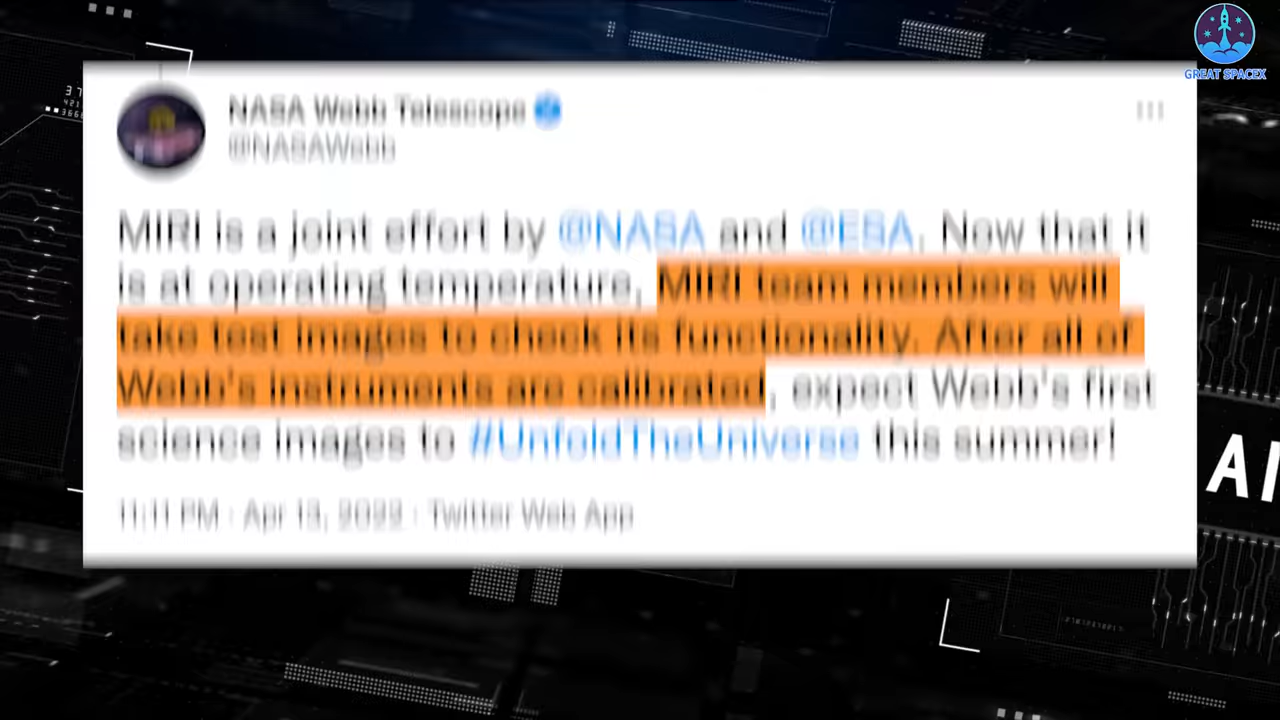 GREAT SPACEX
NASA Webb Telescope
@NASAWebb
MIRI is a joint effort by @NASA and @ESA. Now that it
is at operating temperature, MIRI team members will
take test images to check its functionality. After all of
Webb's instruments are calibrated, expect Webb's first
science images to #UnfoldTheUniverse this summer!
11:11 PM · Apr 13, 2022 · Twitter Web App
AI